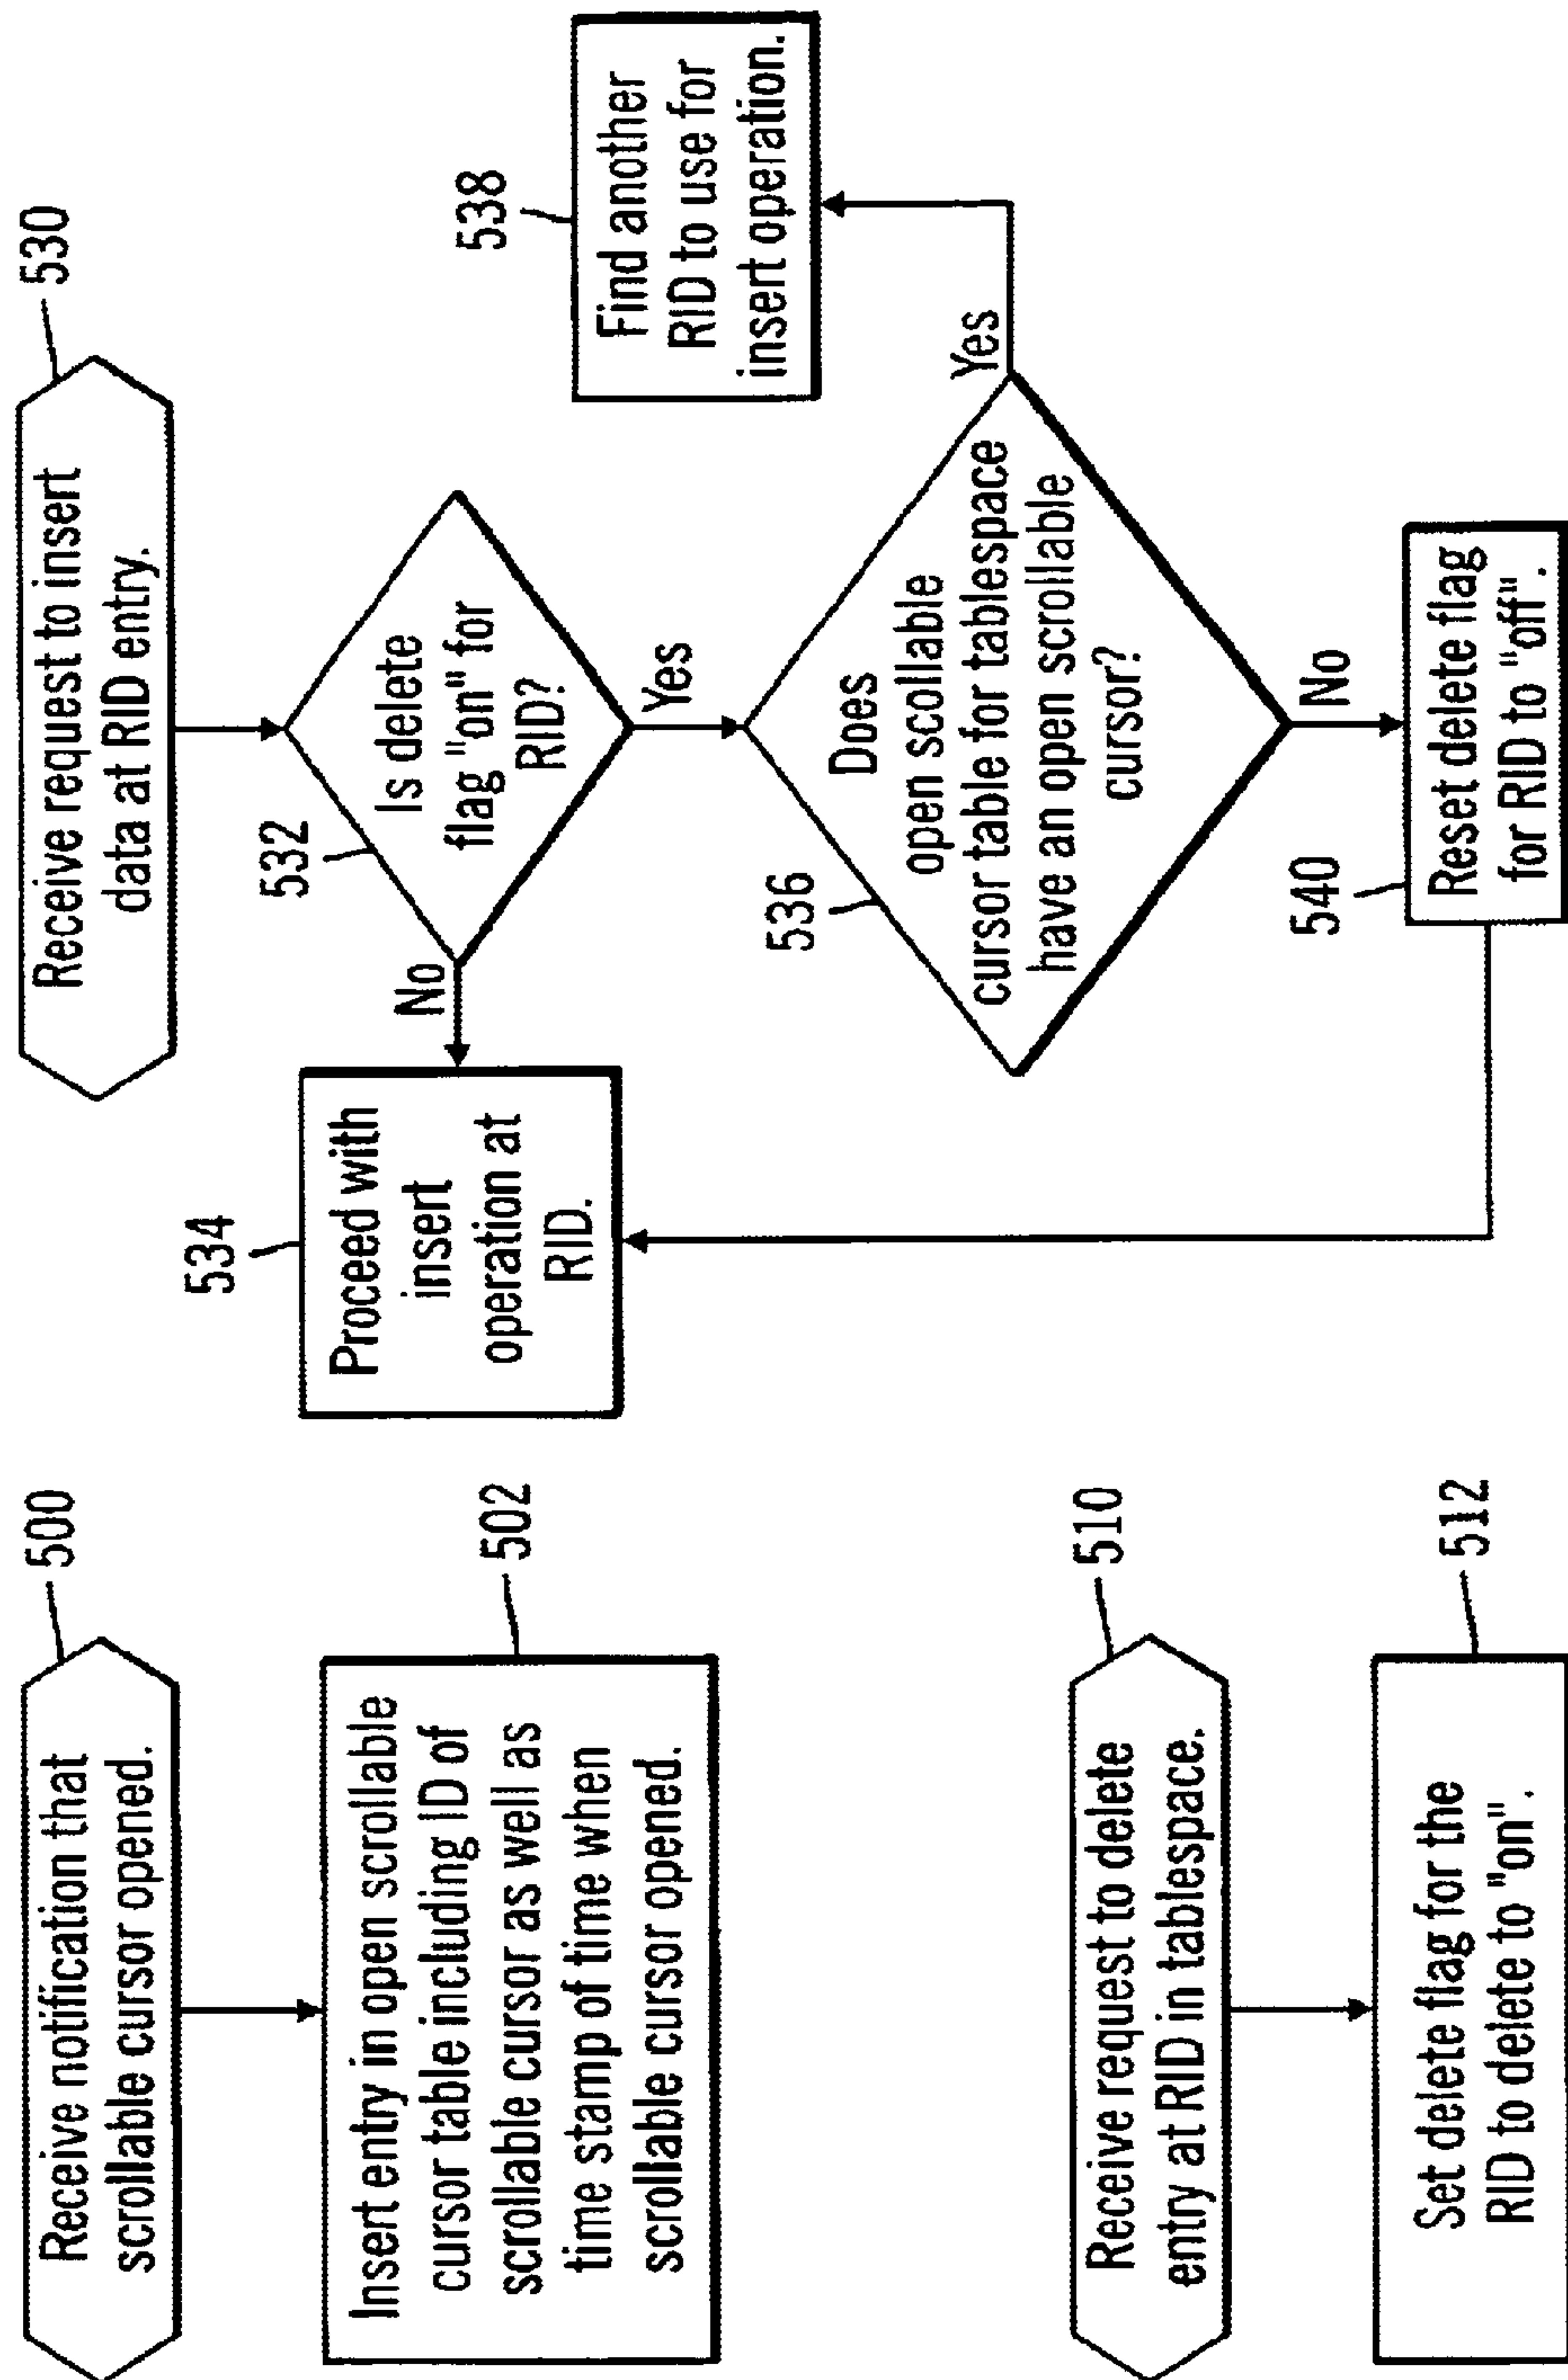 500
Receive notification that
scrollable cursor opened.
502
Insert entry in open scrollable
cursor table including ID of
scrollable cursor as well as
time stamp of time when
scrollable cursor opened.
510
Receive request to delete
entry at RID in tablespace.
512
Set delete flag for the
RID to delete to "on".
530
Receive request to insert
data at RID entry.
532
Is delete
flag "on" for
RID?
No
Yes
534
Proceed with
insert
operation at
RID.
536
Does
open scollable
cursor table for tablespace
have an open scrollable
cursor?
Yes
No
538
Find another
RID to use for
insert operation.
540
Reset delete flag
for RID to "off".